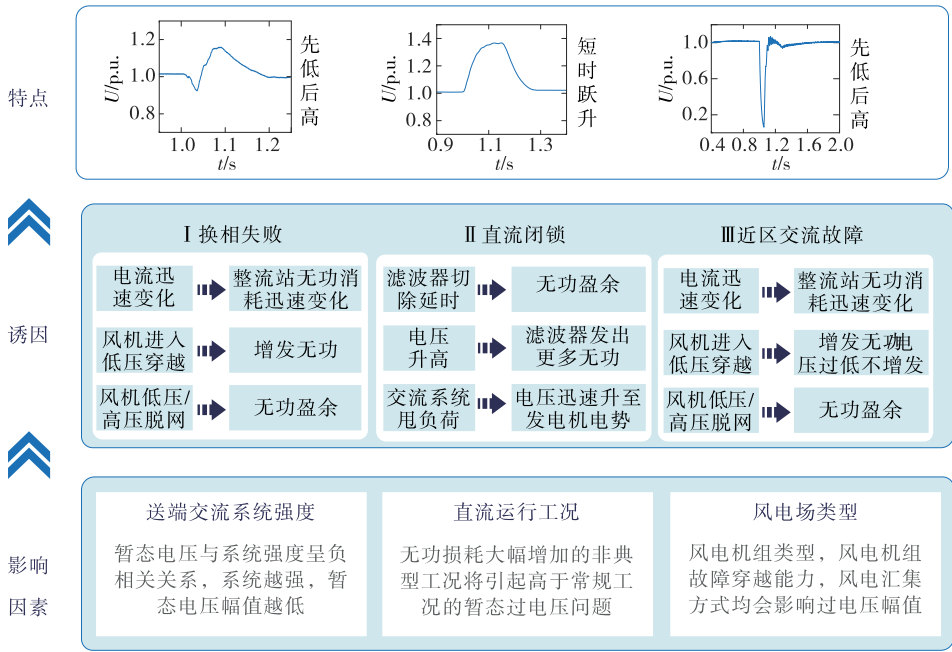 特点
1.2
1.0
0.8
U/p.u.
1.0
1.1
1.2
t/s
先低后高
1.4
1.2
1.0
0.8
U/p.u.
0.9
1.1
1.3
t/s
短时跃升
1.0
0.6
0.2
U/p.u.
0.4
0.8
1.2
1.6
2.0
t/s
先低后高
诱因
Ⅰ换相失败
电流迅
速变化
整流站无功消
耗迅速变化
风机进入
低压穿越
增发无功
风机低压/
高压脱网
无功盈余
Ⅱ直流闭锁
滤波器切
除延时
无功盈余
电压
升高
滤波器发出
更多无功
交流系统
甩负荷
电压迅速升至
发电机电势
Ⅲ近区交流故障
电流迅
速变化
整流站无功消
耗迅速变化
风机进入
低压穿越
增发无功/电
压过低不增发
风机低压/
高压脱网
无功盈余
影响
因素
送端交流系统强度
暂态电压与系统强度呈负
相关关系，系统越强，暂
态电压幅值越低
直流运行工况
无功损耗大幅增加的非典
型工况将引起高于常规工
况的暂态过电压问题
风电场类型
风电机组类型，风电机组
故障穿越能力，风电汇集
方式均会影响过电压幅值